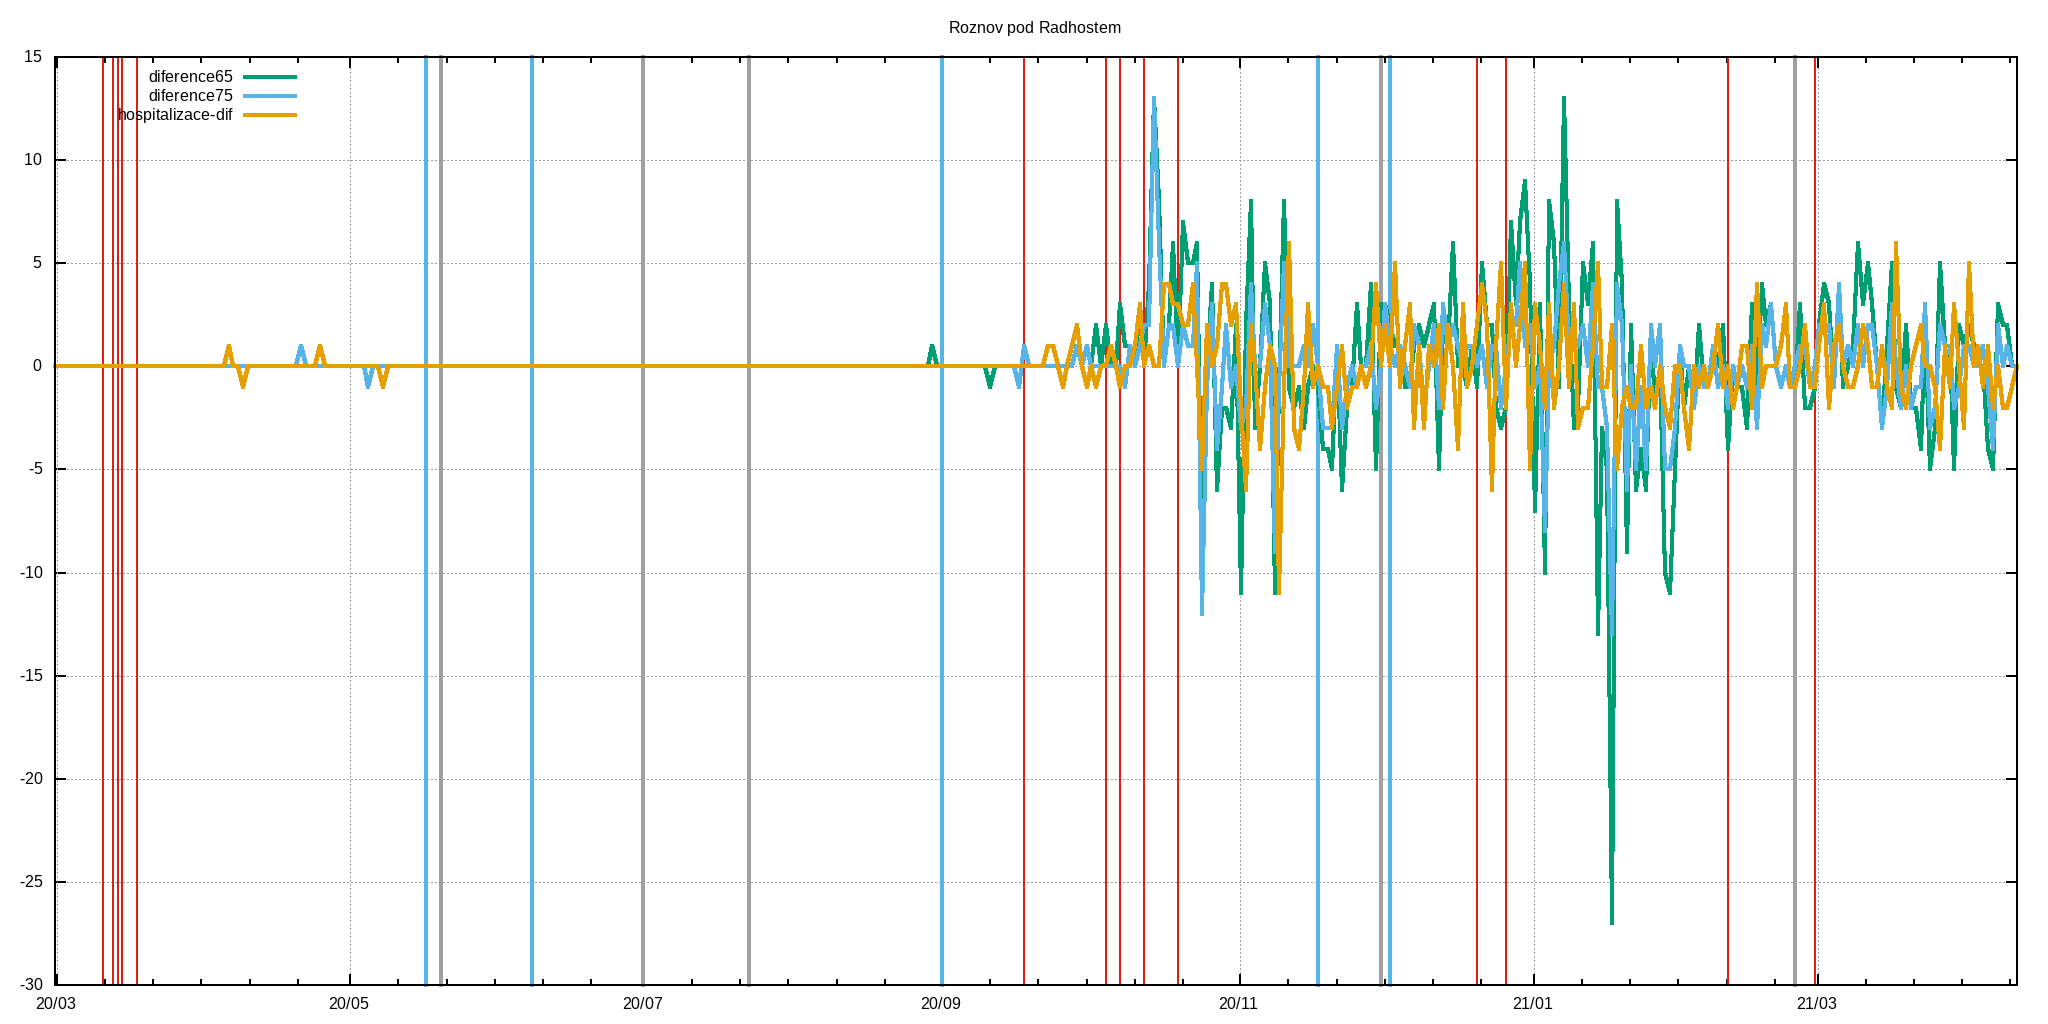 Roznov pod Radhostem
15
10
5
0
-5
-10
-15
-20
-25
-30
diference65
diference75
hospitalizace-dif
20/03 20/05 20/07 20/09 20/11 21/01 21/03